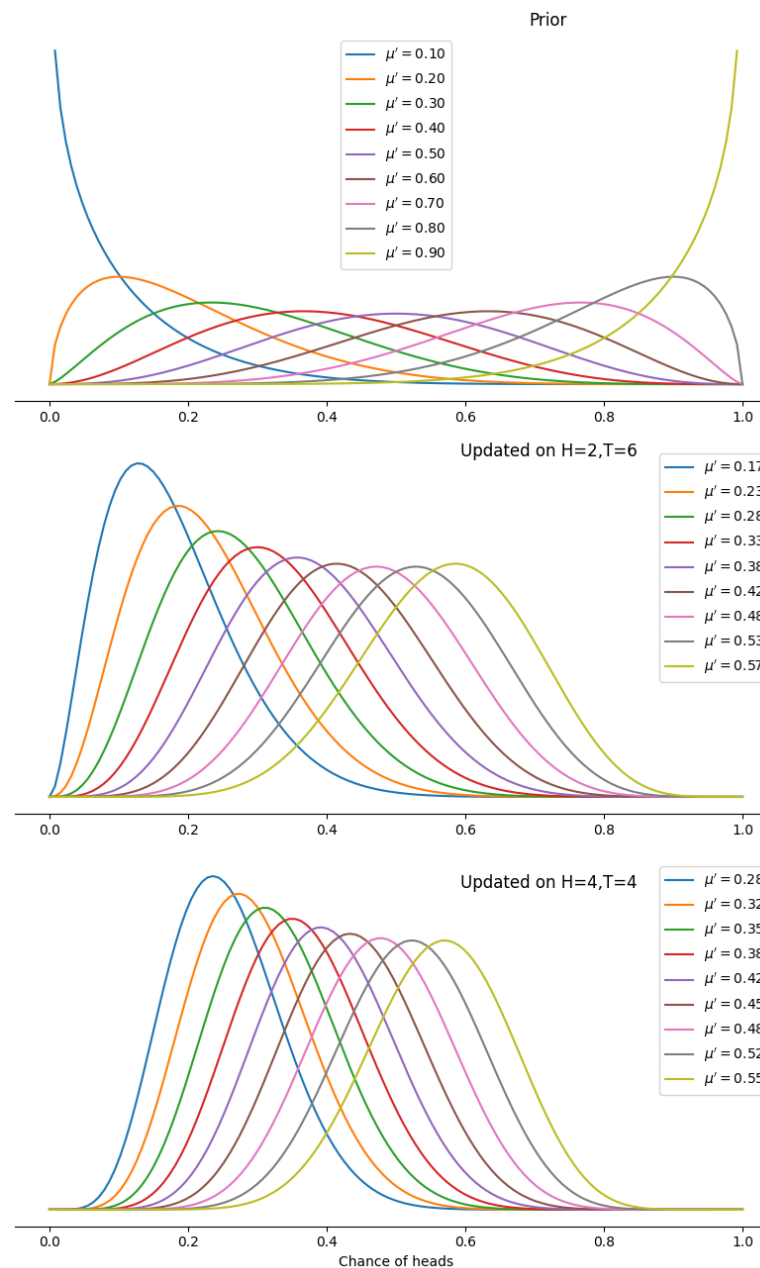 Prior
μ′ = 0.10
μ′ = 0.20
μ′ = 0.30
μ′ = 0.40
μ′ = 0.50
μ′ = 0.60
μ′ = 0.70
μ′ = 0.80
μ′ = 0.90
0.0 0.2 0.4 0.6 0.8 1.0
Updated on H=2,T=6
μ′ = 0.17
μ′ = 0.23
μ′ = 0.28
μ′ = 0.33
μ′ = 0.38
μ′ = 0.42
μ′ = 0.48
μ′ = 0.53
μ′ = 0.57
0.0 0.2 0.4 0.6 0.8 1.0
Updated on H=4,T=4
μ′ = 0.28
μ′ = 0.32
μ′ = 0.35
μ′ = 0.38
μ′ = 0.42
μ′ = 0.45
μ′ = 0.48
μ′ = 0.52
μ′ = 0.55
0.0 0.2 0.4 0.6 0.8 1.0
Chance of heads